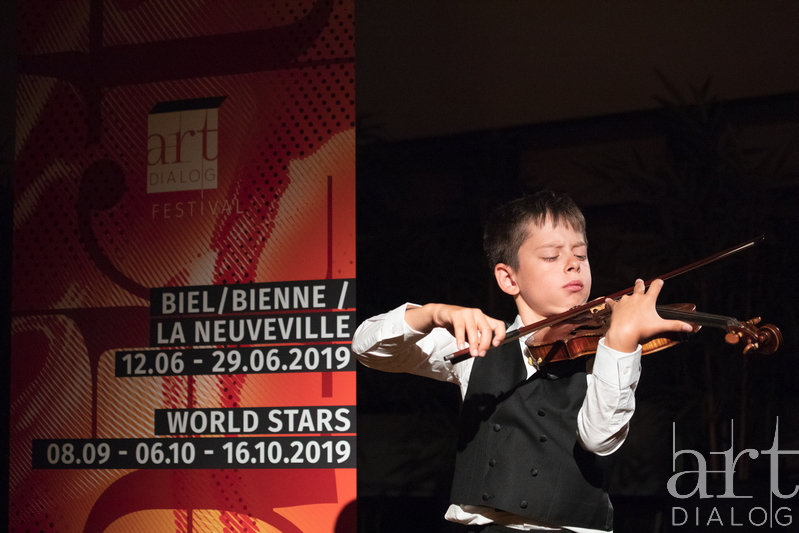 art
DIALOG
FESTIVAL
BIEL/BIENNE /
LA NEUVEVILLE
12.06 - 29.06.2019
WORLD STARS
08.09 - 06.10 - 16.10.2019
art
DIALOG